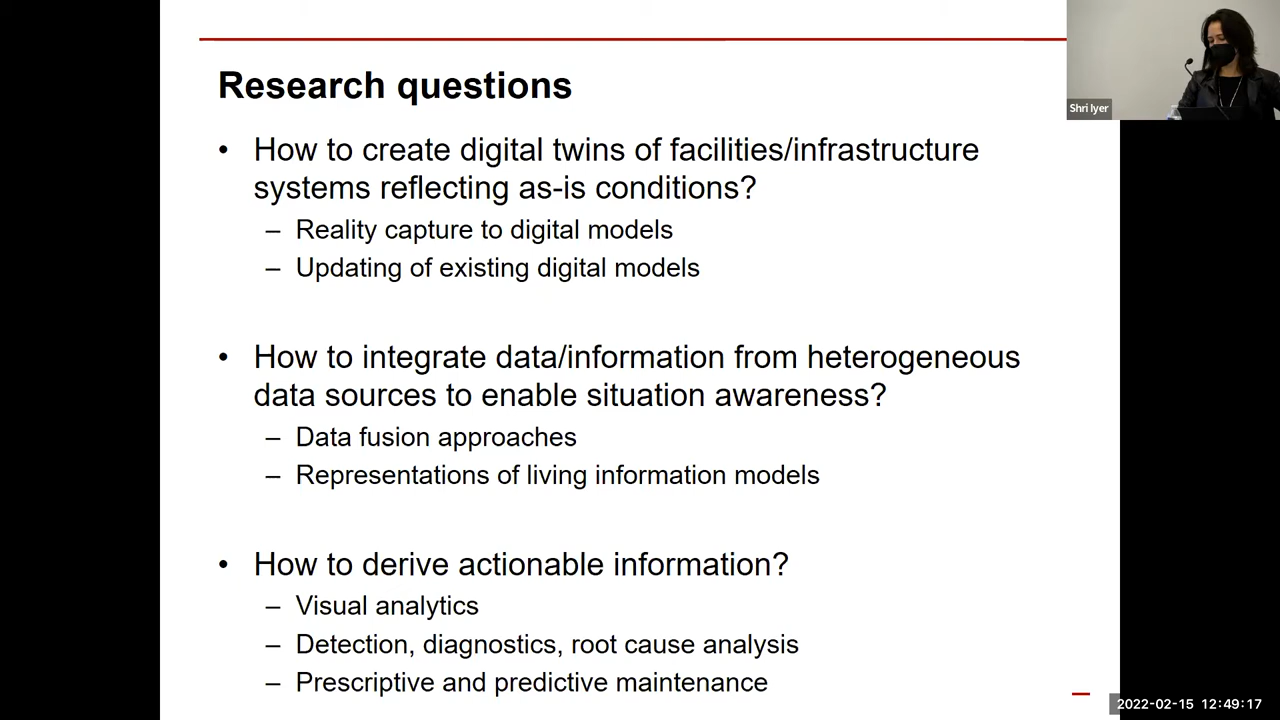 Research questions
• How to create digital twins of facilities/infrastructure
systems reflecting as-is conditions?
– Reality capture to digital models
– Updating of existing digital models
• How to integrate data/information from heterogeneous
data sources to enable situation awareness?
– Data fusion approaches
– Representations of living information models
• How to derive actionable information?
– Visual analytics
– Detection, diagnostics, root cause analysis
– Prescriptive and predictive maintenance
Shri Iyer
2022-02-15 12:49:17